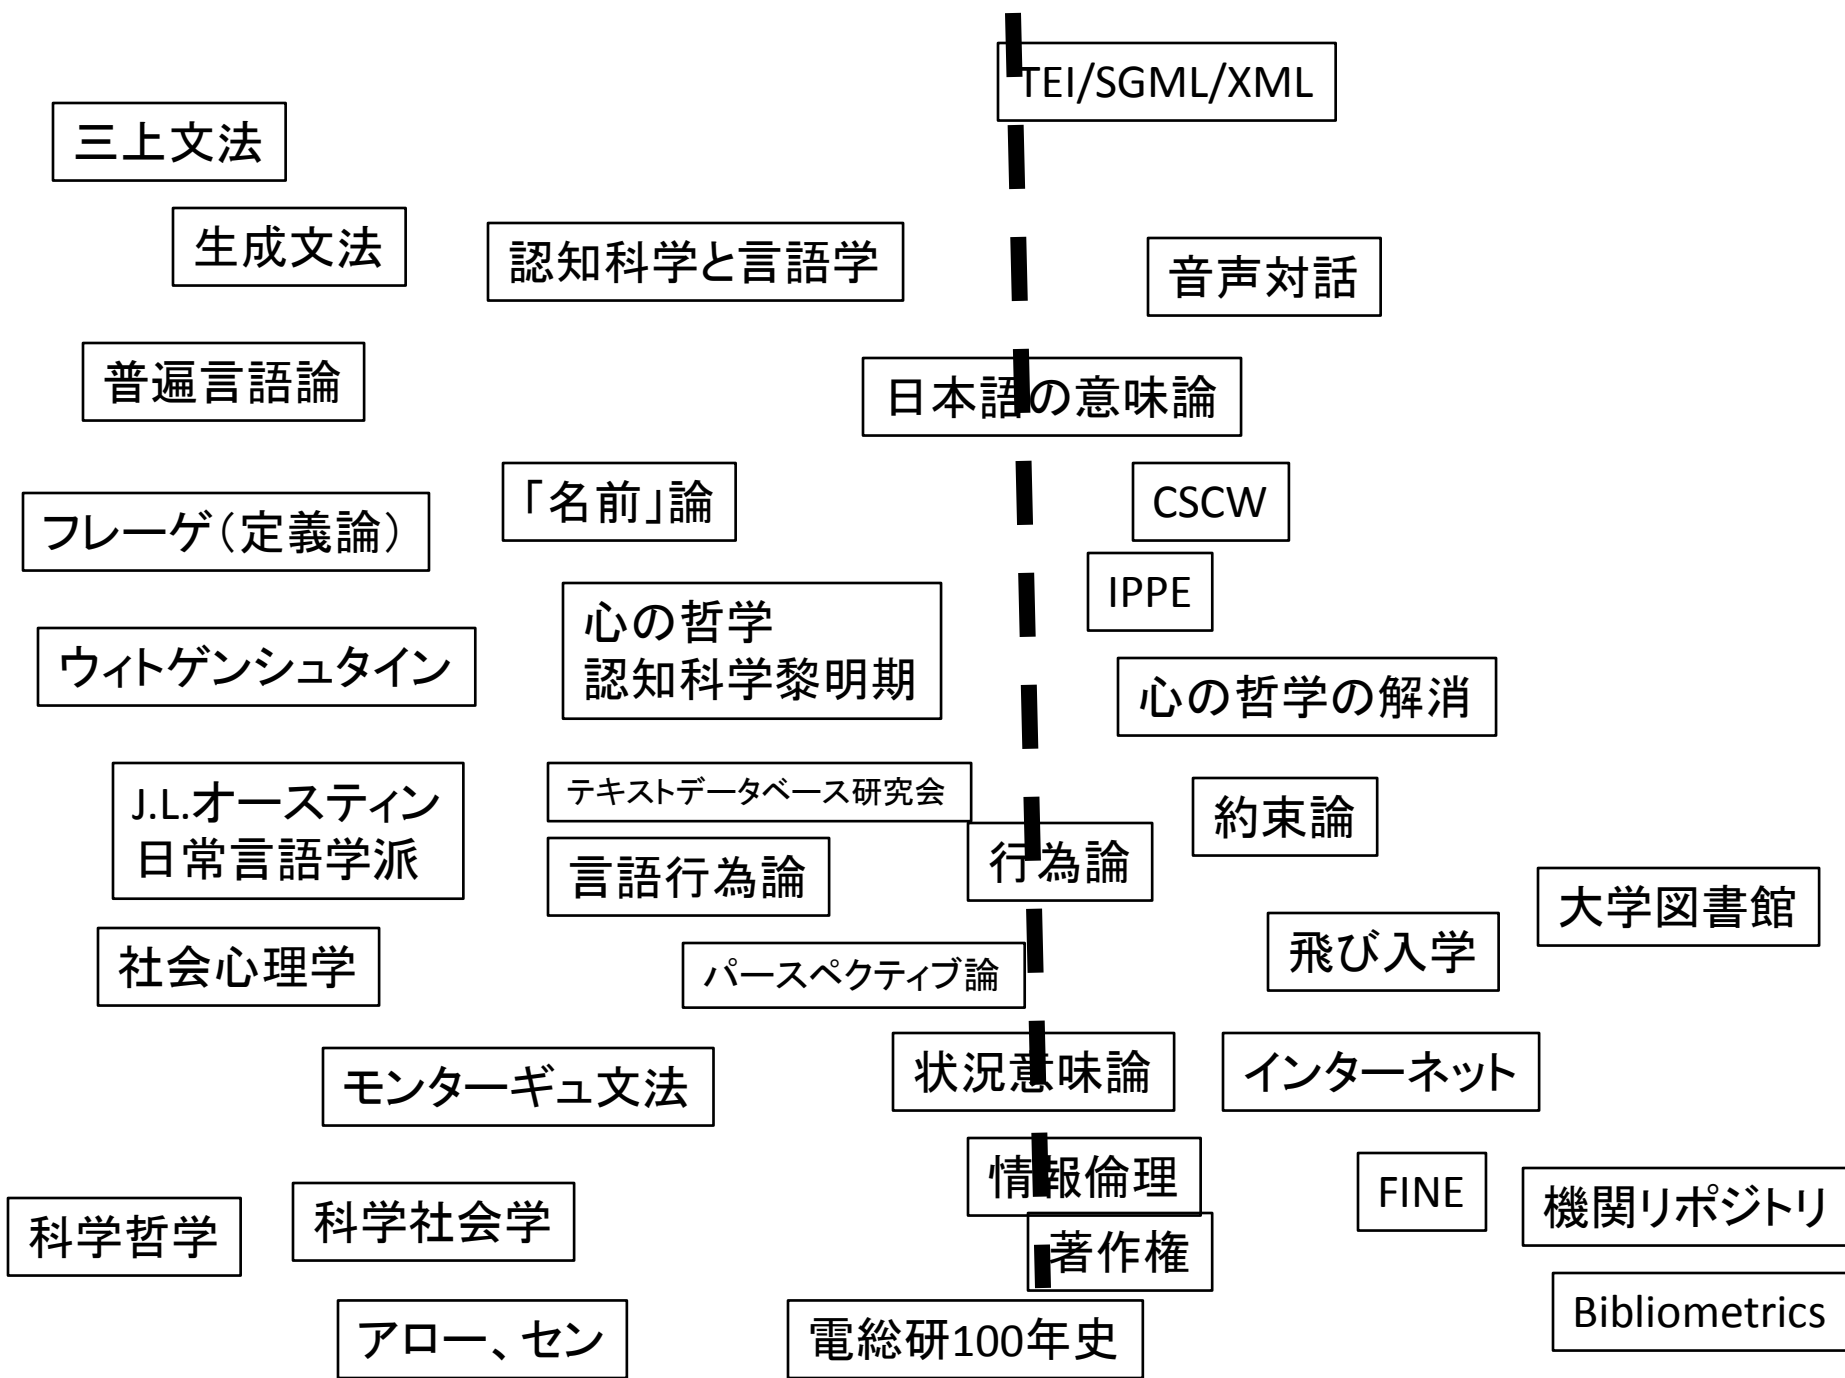 TEI/SGML/XML
三上文法
生成文法
認知科学と言語学
音声対話
普遍言語論
日本語の意味論
「名前」論
CSCW
フレーゲ(定義論)
IPPE
心の哲学
認知科学黎明期
ウィトゲンシュタイン
心の哲学の解消
J.L.オースティン
日常言語学派
テキストデータベース研究会
約束論
言語行為論
行為論
大学図書館
社会心理学
飛び入学
パースペクティブ論
モンターギュ文法
状況意味論
インターネット
情報倫理
FINE
機関リポジトリ
科学哲学
科学社会学
著作権
アロー、セン
電総研100年史
Bibliometrics